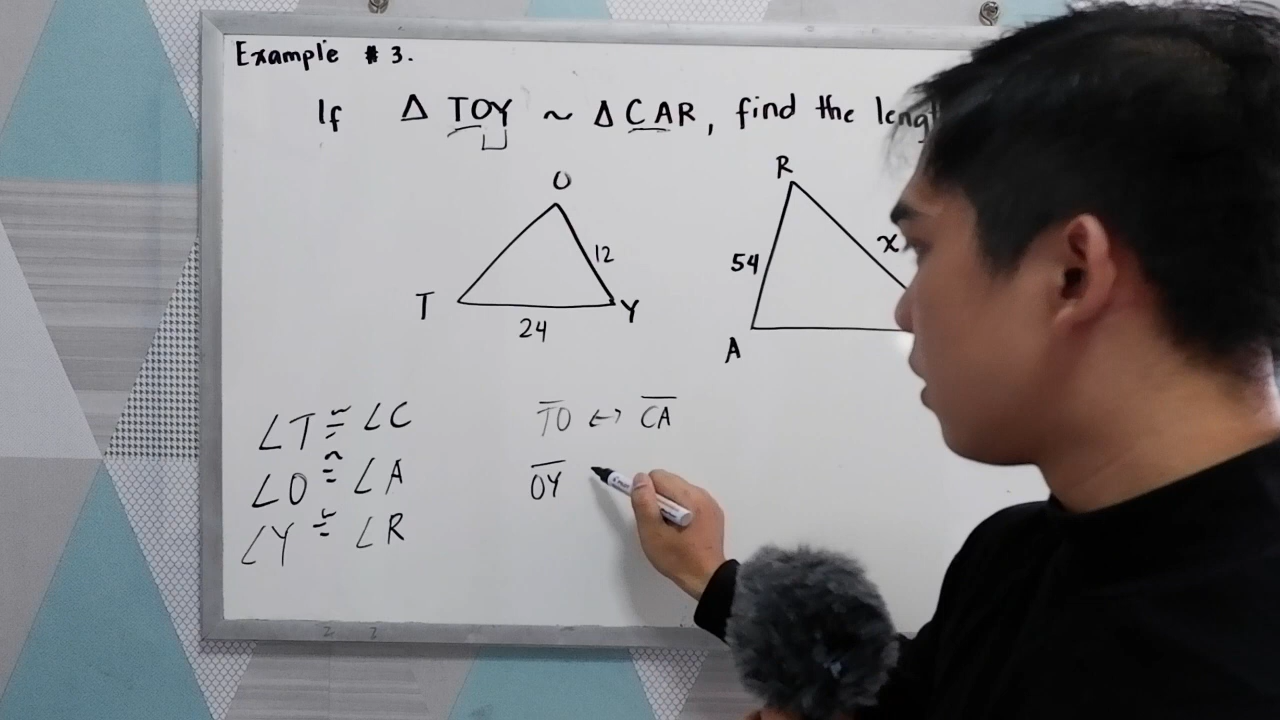 Example # 3.
If Δ TOY ~ Δ CAR, find the leng
O
R
12
x
54
T
Y
24
A
∠T ≅ ∠C
TO ↔ CA
∠O ≅ ∠A
OY
∠Y ≅ ∠R